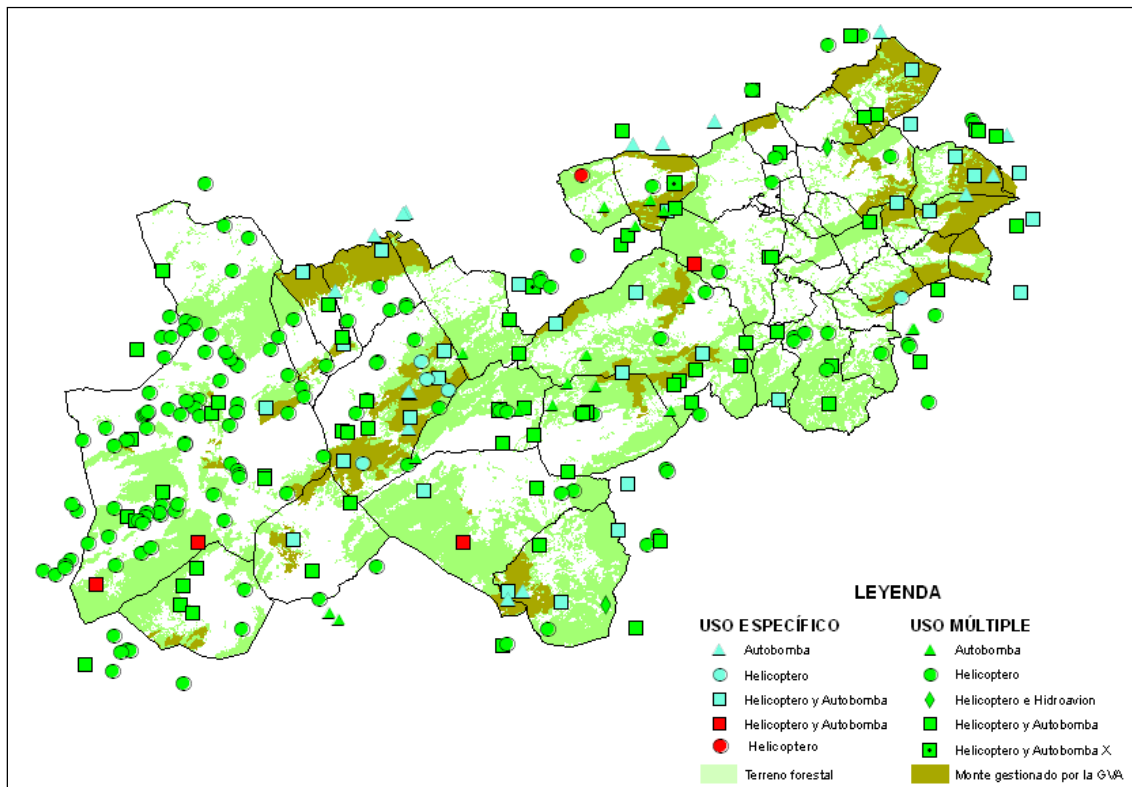 LEYENDA
USO ESPECÍFICO
Autobomba
Helicoptero
Helicoptero y Autobomba
Helicoptero y Autobomba
Helicoptero
Terreno forestal
USO MÚLTIPLE
Autobomba
Helicoptero
Helicoptero e Hidroavion
Helicoptero y Autobomba
Helicoptero y Autobomba X
Monte gestionado por la GVA